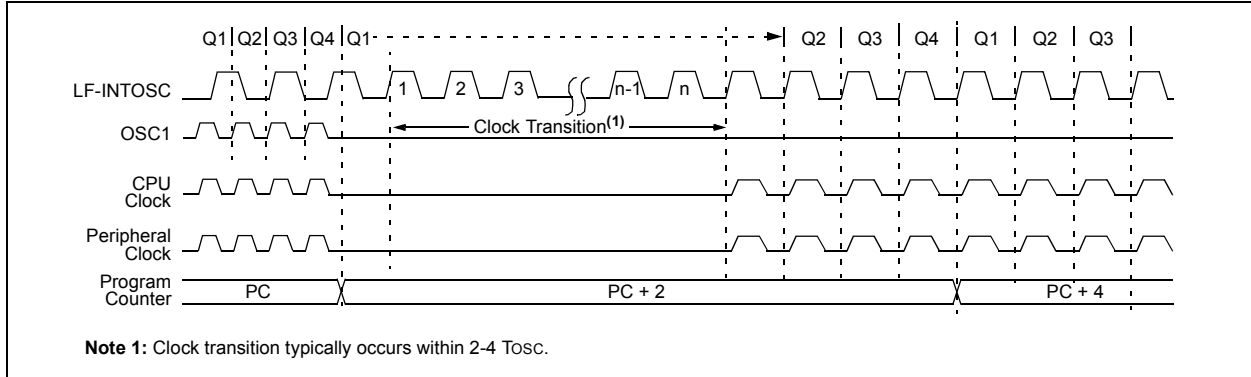 Q1 Q2 Q3 Q4 Q1 Q2 Q3 Q4 Q1 Q2 Q3
LF-INTOSC
1 2 3 n-1 n
Clock Transition(1)
OSC1
CPU
Clock
Peripheral
Clock
Program
Counter
PC PC + 2 PC + 4
Note 1: Clock transition typically occurs within 2-4 TOSC.